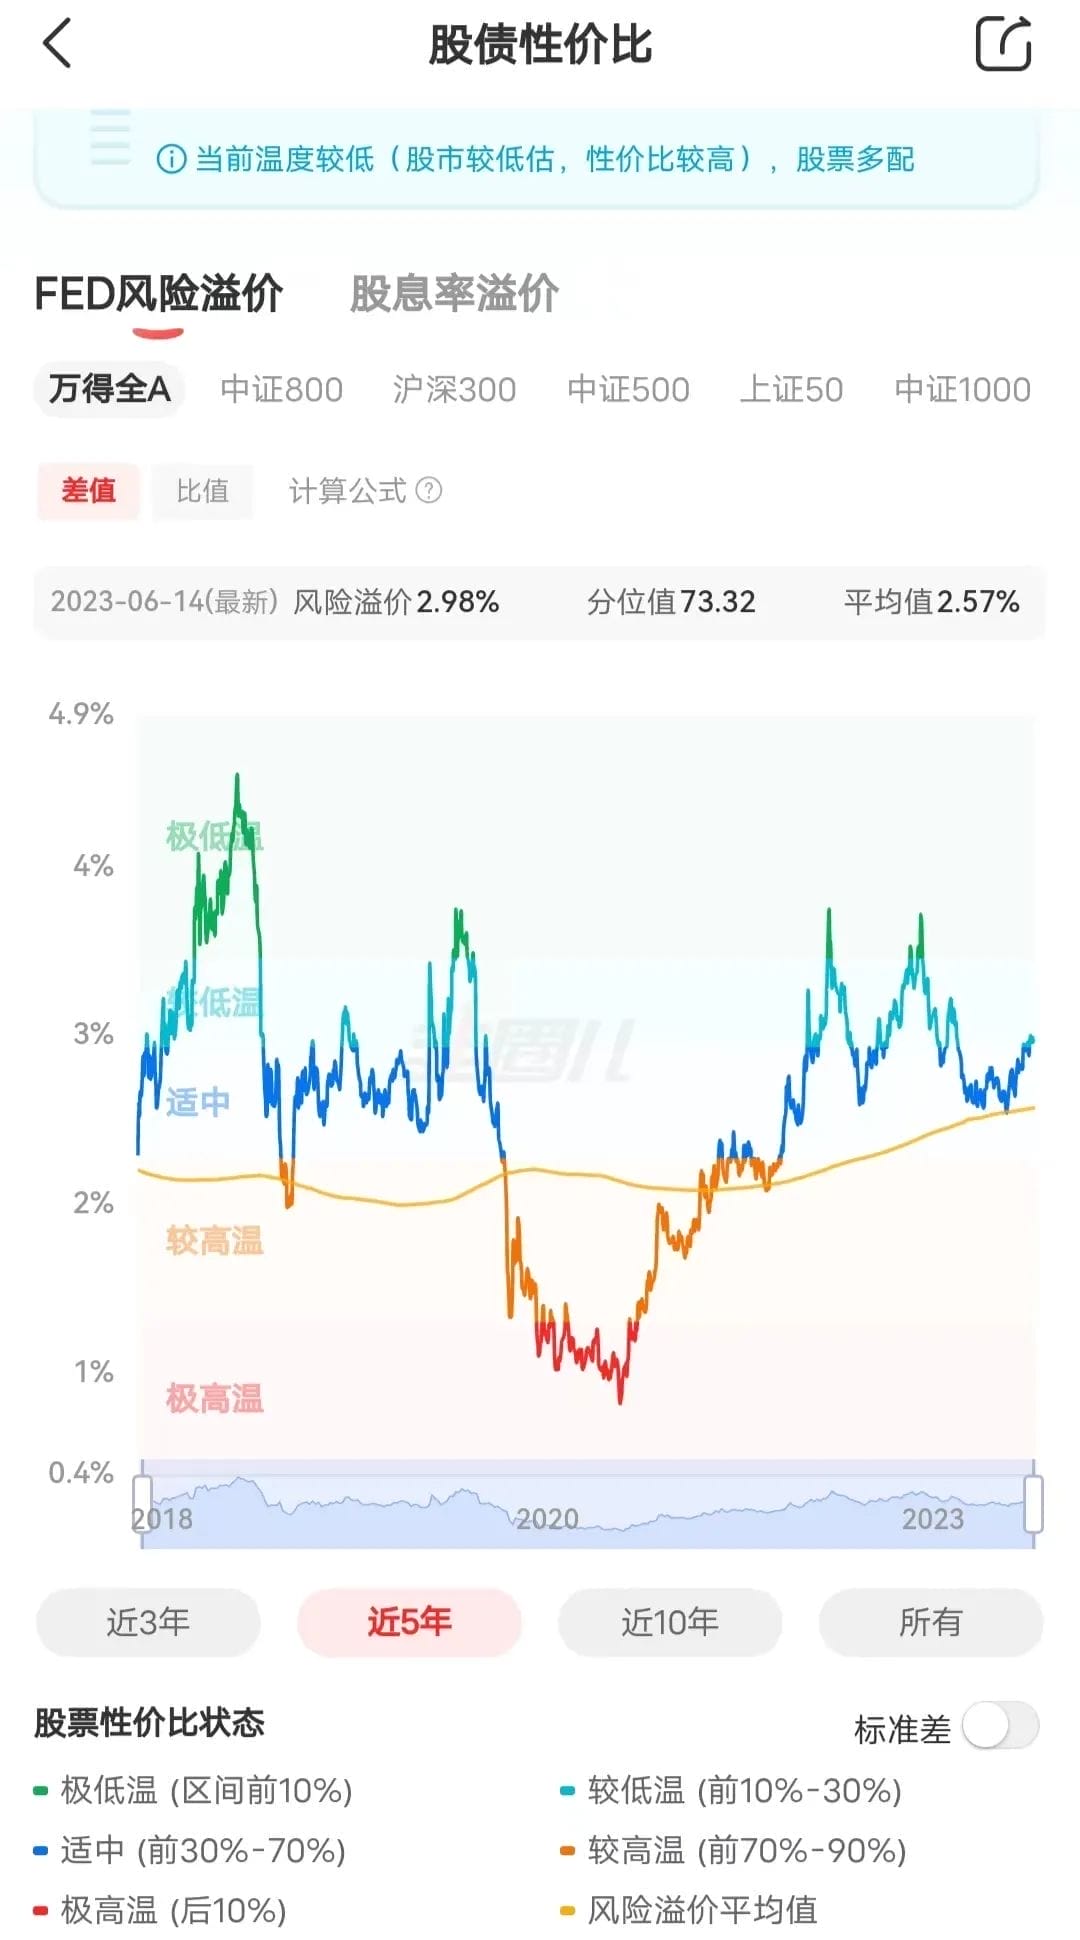 股债性价比
当前温度较低（股市较低估，性价比较高），股票多配
FED风险溢价 股息率溢价
万得全A 中证800 沪深300 中证500 上证50 中证1000
差值 比值 计算公式 ?
2023-06-14(最新) 风险溢价2.98% 分位值73.32 平均值2.57%
4.9%
极低温
4%
较低温
3%
适中
2%
较高温
1%
极高温
0.4%
2018 2020 2023
近3年 近5年 近10年 所有
股票性价比状态 标准差
极低温 (区间前10%) 较低温 (前10%-30%)
适中 (前30%-70%) 较高温 (前70%-90%)
极高温 (后10%) 风险溢价平均值